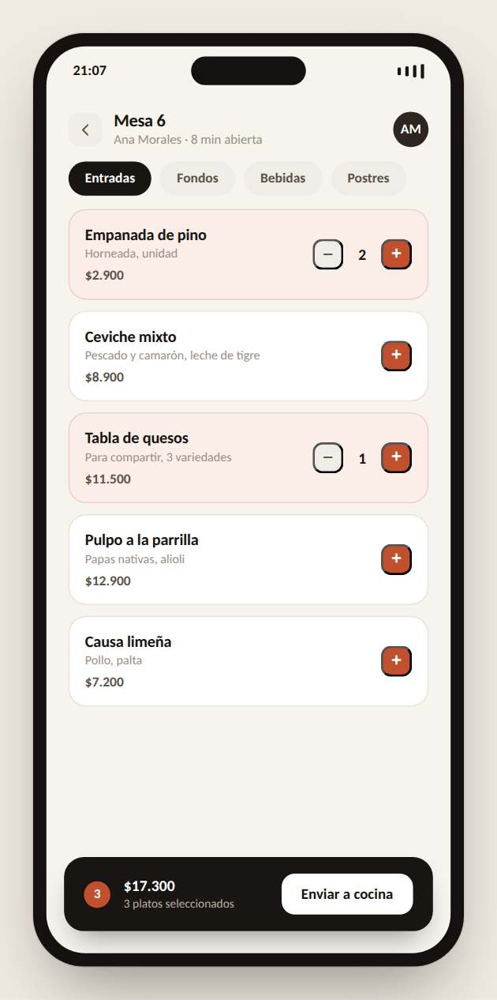 21:07
Mesa 6
Ana Morales · 8 min abierta
AM
Entradas
Fondos
Bebidas
Postres
Empanada de pino
Horneada, unidad
$2.900
−
2
+
Ceviche mixto
Pescado y camarón, leche de tigre
$8.900
+
Tabla de quesos
Para compartir, 3 variedades
$11.500
−
1
+
Pulpo a la parrilla
Papas nativas, alioli
$12.900
+
Causa limeña
Pollo, palta
$7.200
+
3
$17.300
3 platos seleccionados
Enviar a cocina